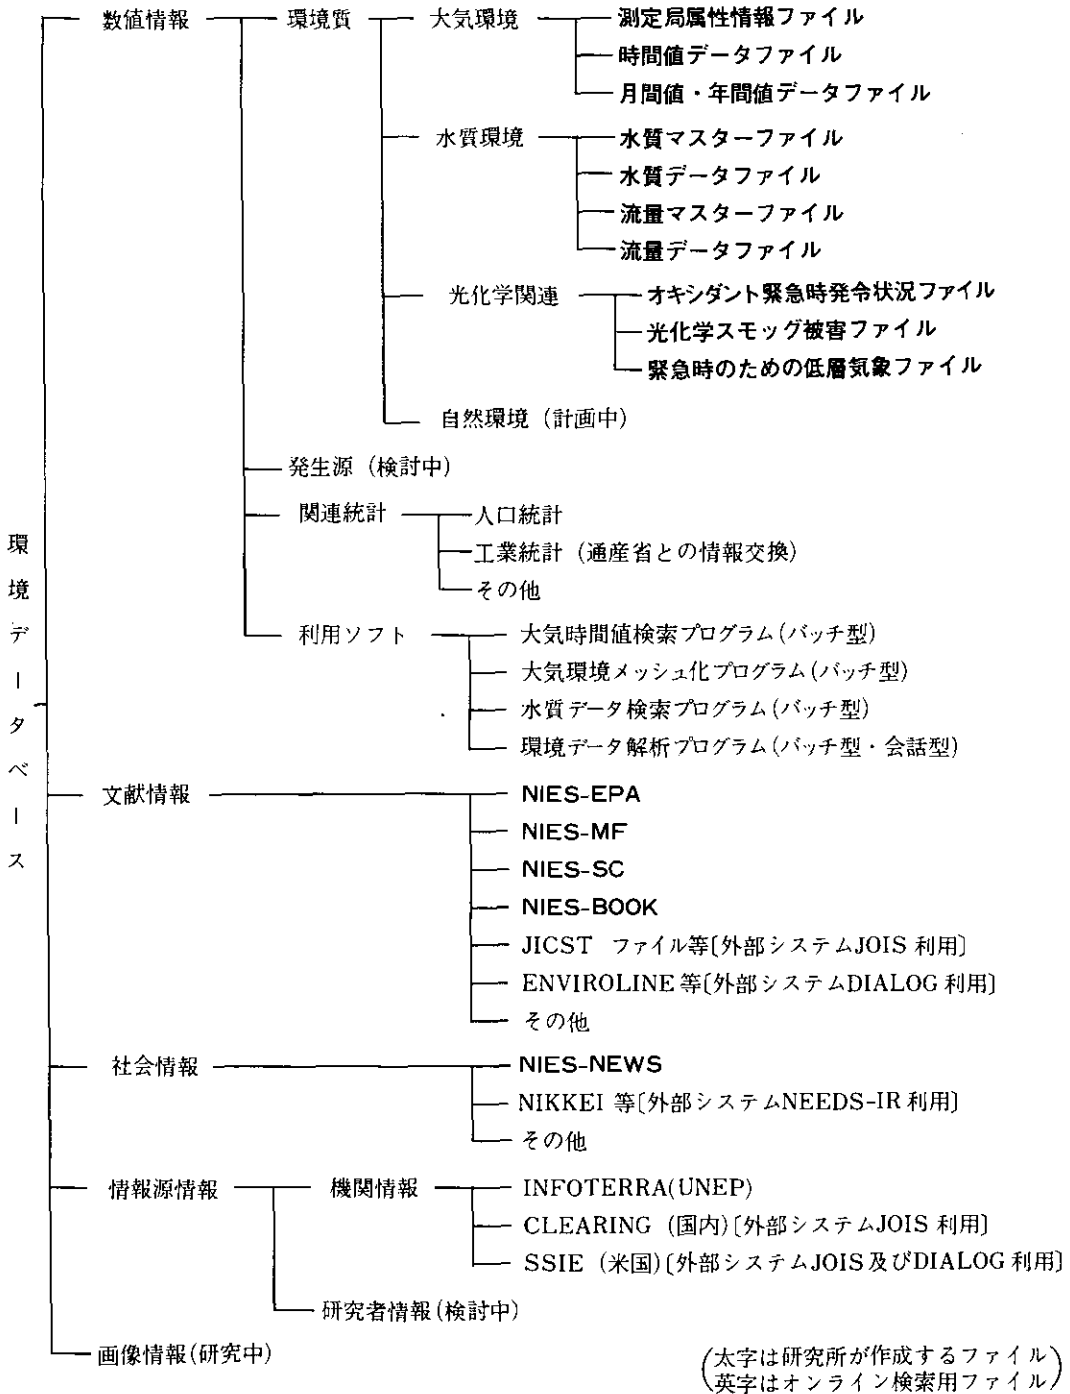 数値情報 環境質 大気環境 測定局属性情報ファイル
時間値データファイル
月間値・年間値データファイル
水質環境 水質マスターファイル
水質データファイル
流量マスターファイル
流量データファイル
光化学関連 オキシダント緊急時発令状況ファイル
光化学スモッグ被害ファイル
緊急時のための低層気象ファイル
自然環境（計画中）
発生源（検討中）
関連統計 人口統計
工業統計（通産省との情報交換）
その他
利用ソフト 大気時間値検索プログラム（バッチ型）
大気環境メッシュ化プログラム（バッチ型）
水質データ検索プログラム（バッチ型）
環境データ解析プログラム（バッチ型・会話型）
環境データベース
文献情報 NIES-EPA
NIES-MF
NIES-SC
NIES-BOOK
JICST ファイル等〔外部システムJOIS 利用〕
ENVIROLINE 等〔外部システムDIALOG 利用〕
その他
社会情報 NIES-NEWS
NIKKEI 等〔外部システムNEEDS-IR 利用〕
その他
情報源情報 機関情報 INFOTERRA(UNEP)
CLEARING （国内）〔外部システムJOIS 利用〕
SSIE （米国）〔外部システムJOIS及びDIALOG 利用〕
研究者情報（検討中）
画像情報（研究中）
（太字は研究所が作成するファイル
英字はオンライン検索用ファイル）